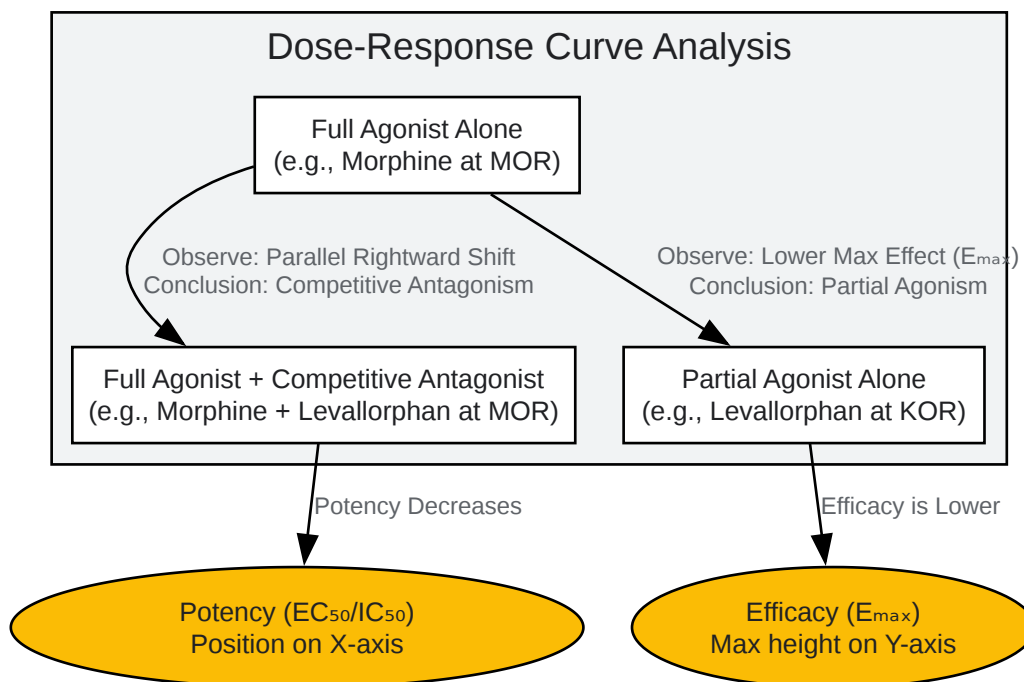 Dose-Response Curve Analysis
Full Agonist Alone
(e.g., Morphine at MOR)
Observe: Parallel Rightward Shift
Conclusion: Competitive Antagonism
Observe: Lower Max Effect (Eₘₐₓ)
Conclusion: Partial Agonism
Full Agonist + Competitive Antagonist
(e.g., Morphine + Levallorphan at MOR)
Partial Agonist Alone
(e.g., Levallorphan at KOR)
Potency Decreases
Efficacy is Lower
Potency (EC₅₀/IC₅₀)
Position on X-axis
Efficacy (Eₘₐₓ)
Max height on Y-axis